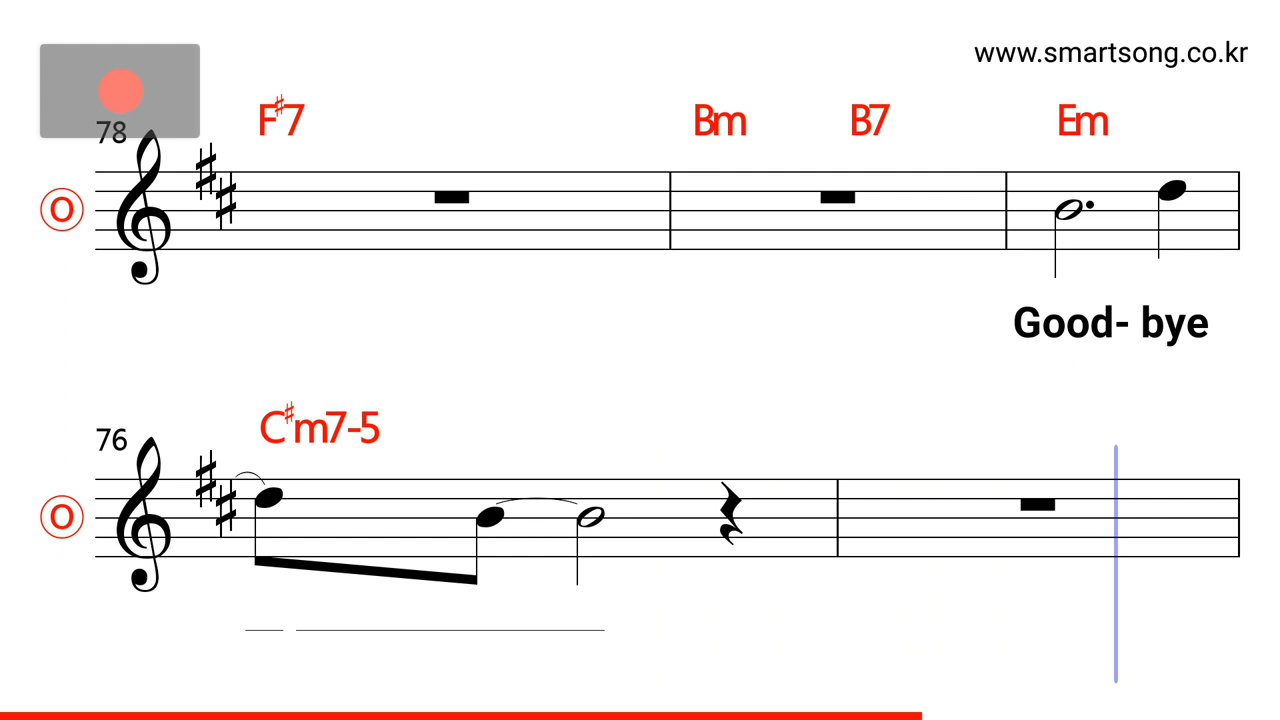 www.smartsong.co.kr
78
F♯7 Bm B7 Em
O
Good- bye
76
C♯m7-5
O